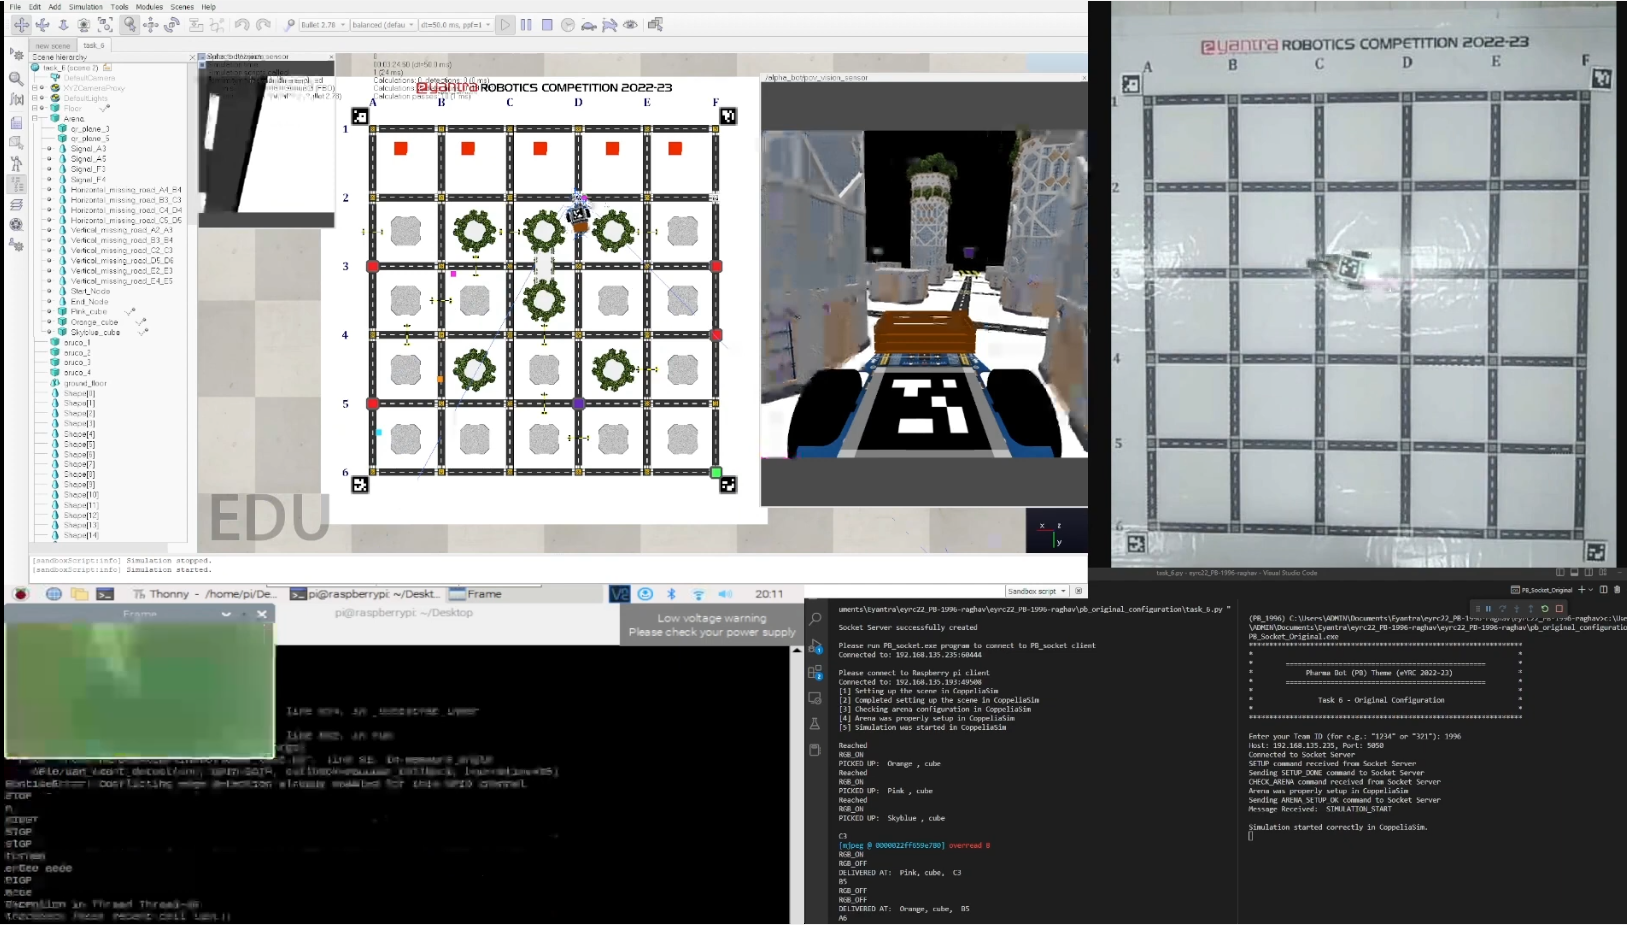 File Edit Add Simulation Tools Modules Scenes Help
Bullet 2.78
balanced (defau
dt=50.0 ms, ppf=1
new scene
task_6
Scene hierarchy
task_6 (scene 2)
DefaultCamera
XYZCameraProxy
DefaultLights
Floor
Arena
qr_plane_3
qr_plane_5
Signal_A3
Signal_A5
Signal_F3
Signal_F4
Horizontal_missing_road_A4_B4
Horizontal_missing_road_B3_C3
Horizontal_missing_road_C4_D4
Horizontal_missing_road_C5_D5
Vertical_missing_road_A2_A3
Vertical_missing_road_B3_B4
Vertical_missing_road_C2_C3
Vertical_missing_road_D5_D6
Vertical_missing_road_E2_E3
Vertical_missing_road_E4_E5
Start_Node
End_Node
Pink_cube
Orange_cube
Skyblue_cube
aruco_1
aruco_2
aruco_3
aruco_4
ground_floor
Shape[0]
Shape[1]
Shape[2]
Shape[3]
Shape[4]
Shape[5]
Shape[6]
Shape[7]
Shape[8]
Shape[9]
Shape[10]
Shape[11]
Shape[12]
Shape[13]
Shape[14]
eyantra ROBOTICS COMPETITION 2022-23
A B C D E F
1
2
3
4
5
6
EDU
/alpha_bot/pov_vision_sensor
x z
y
[sandboxScript:info] Simulation stopped.
[sandboxScript:info] Simulation started.
Sandbox script
eyantra ROBOTICS COMPETITION 2022-23
A B C D E F
1
2
3
4
5
6
Thonny - /home/pi/De...
pi@raspberrypi: ~/Deskt...
Frame
V2
20:11
Frame
pi@raspberrypi: ~/Desktop
Low voltage warning
Please check your power supply
task_6.py - eyrc22_PB-1996-raghav - Visual Studio Code
PB_Socket_Original
uments\Eyantra\eyrc22_PB-1996-raghav\eyrc22_PB-1996-raghav\pb_original_configuration\task_6.py "
Socket Server successfully created
Please run PB_socket.exe program to connect to PB_socket client
Connected to: 192.168.135.235:60444
Please connect to Raspberry pi client
Connected to: 192.168.135.193:49508
[1] Setting up the scene in CoppeliaSim
[2] Completed setting up the scene in CoppeliaSim
[3] Checking arena configuration in CoppeliaSim
[4] Arena was properly setup in CoppeliaSim
[5] Simulation was started in CoppeliaSim
Reached
RGB_ON
PICKED UP: Orange , cube
Reached
RGB_ON
PICKED UP: Pink , cube
Reached
RGB_ON
PICKED UP: Skyblue , cube
C3
[mjpeg @ 0000022ff659e780] overread 8
RGB_ON
RGB_OFF
DELIVERED AT: Pink, cube, C3
B5
RGB_OFF
RGB_OFF
DELIVERED AT: Orange, cube, B5
A6
PB_Socket_Original.exe
Pharma Bot (PB) Theme (eYRC 2022-23)
Task 6 - Original Configuration
Enter your Team ID (for e.g.: "1234" or "321"): 1996
Host: 192.168.135.235, Port: 5050
Connected to Socket Server
SETUP command received from Socket Server
Sending SETUP_DONE command to Socket Server
CHECK_ARENA command received from Socket Server
Arena was properly setup in CoppeliaSim
Sending ARENA_SETUP_OK command to Socket Server
Message Received: SIMULATION_START
Simulation started correctly in CoppeliaSim.